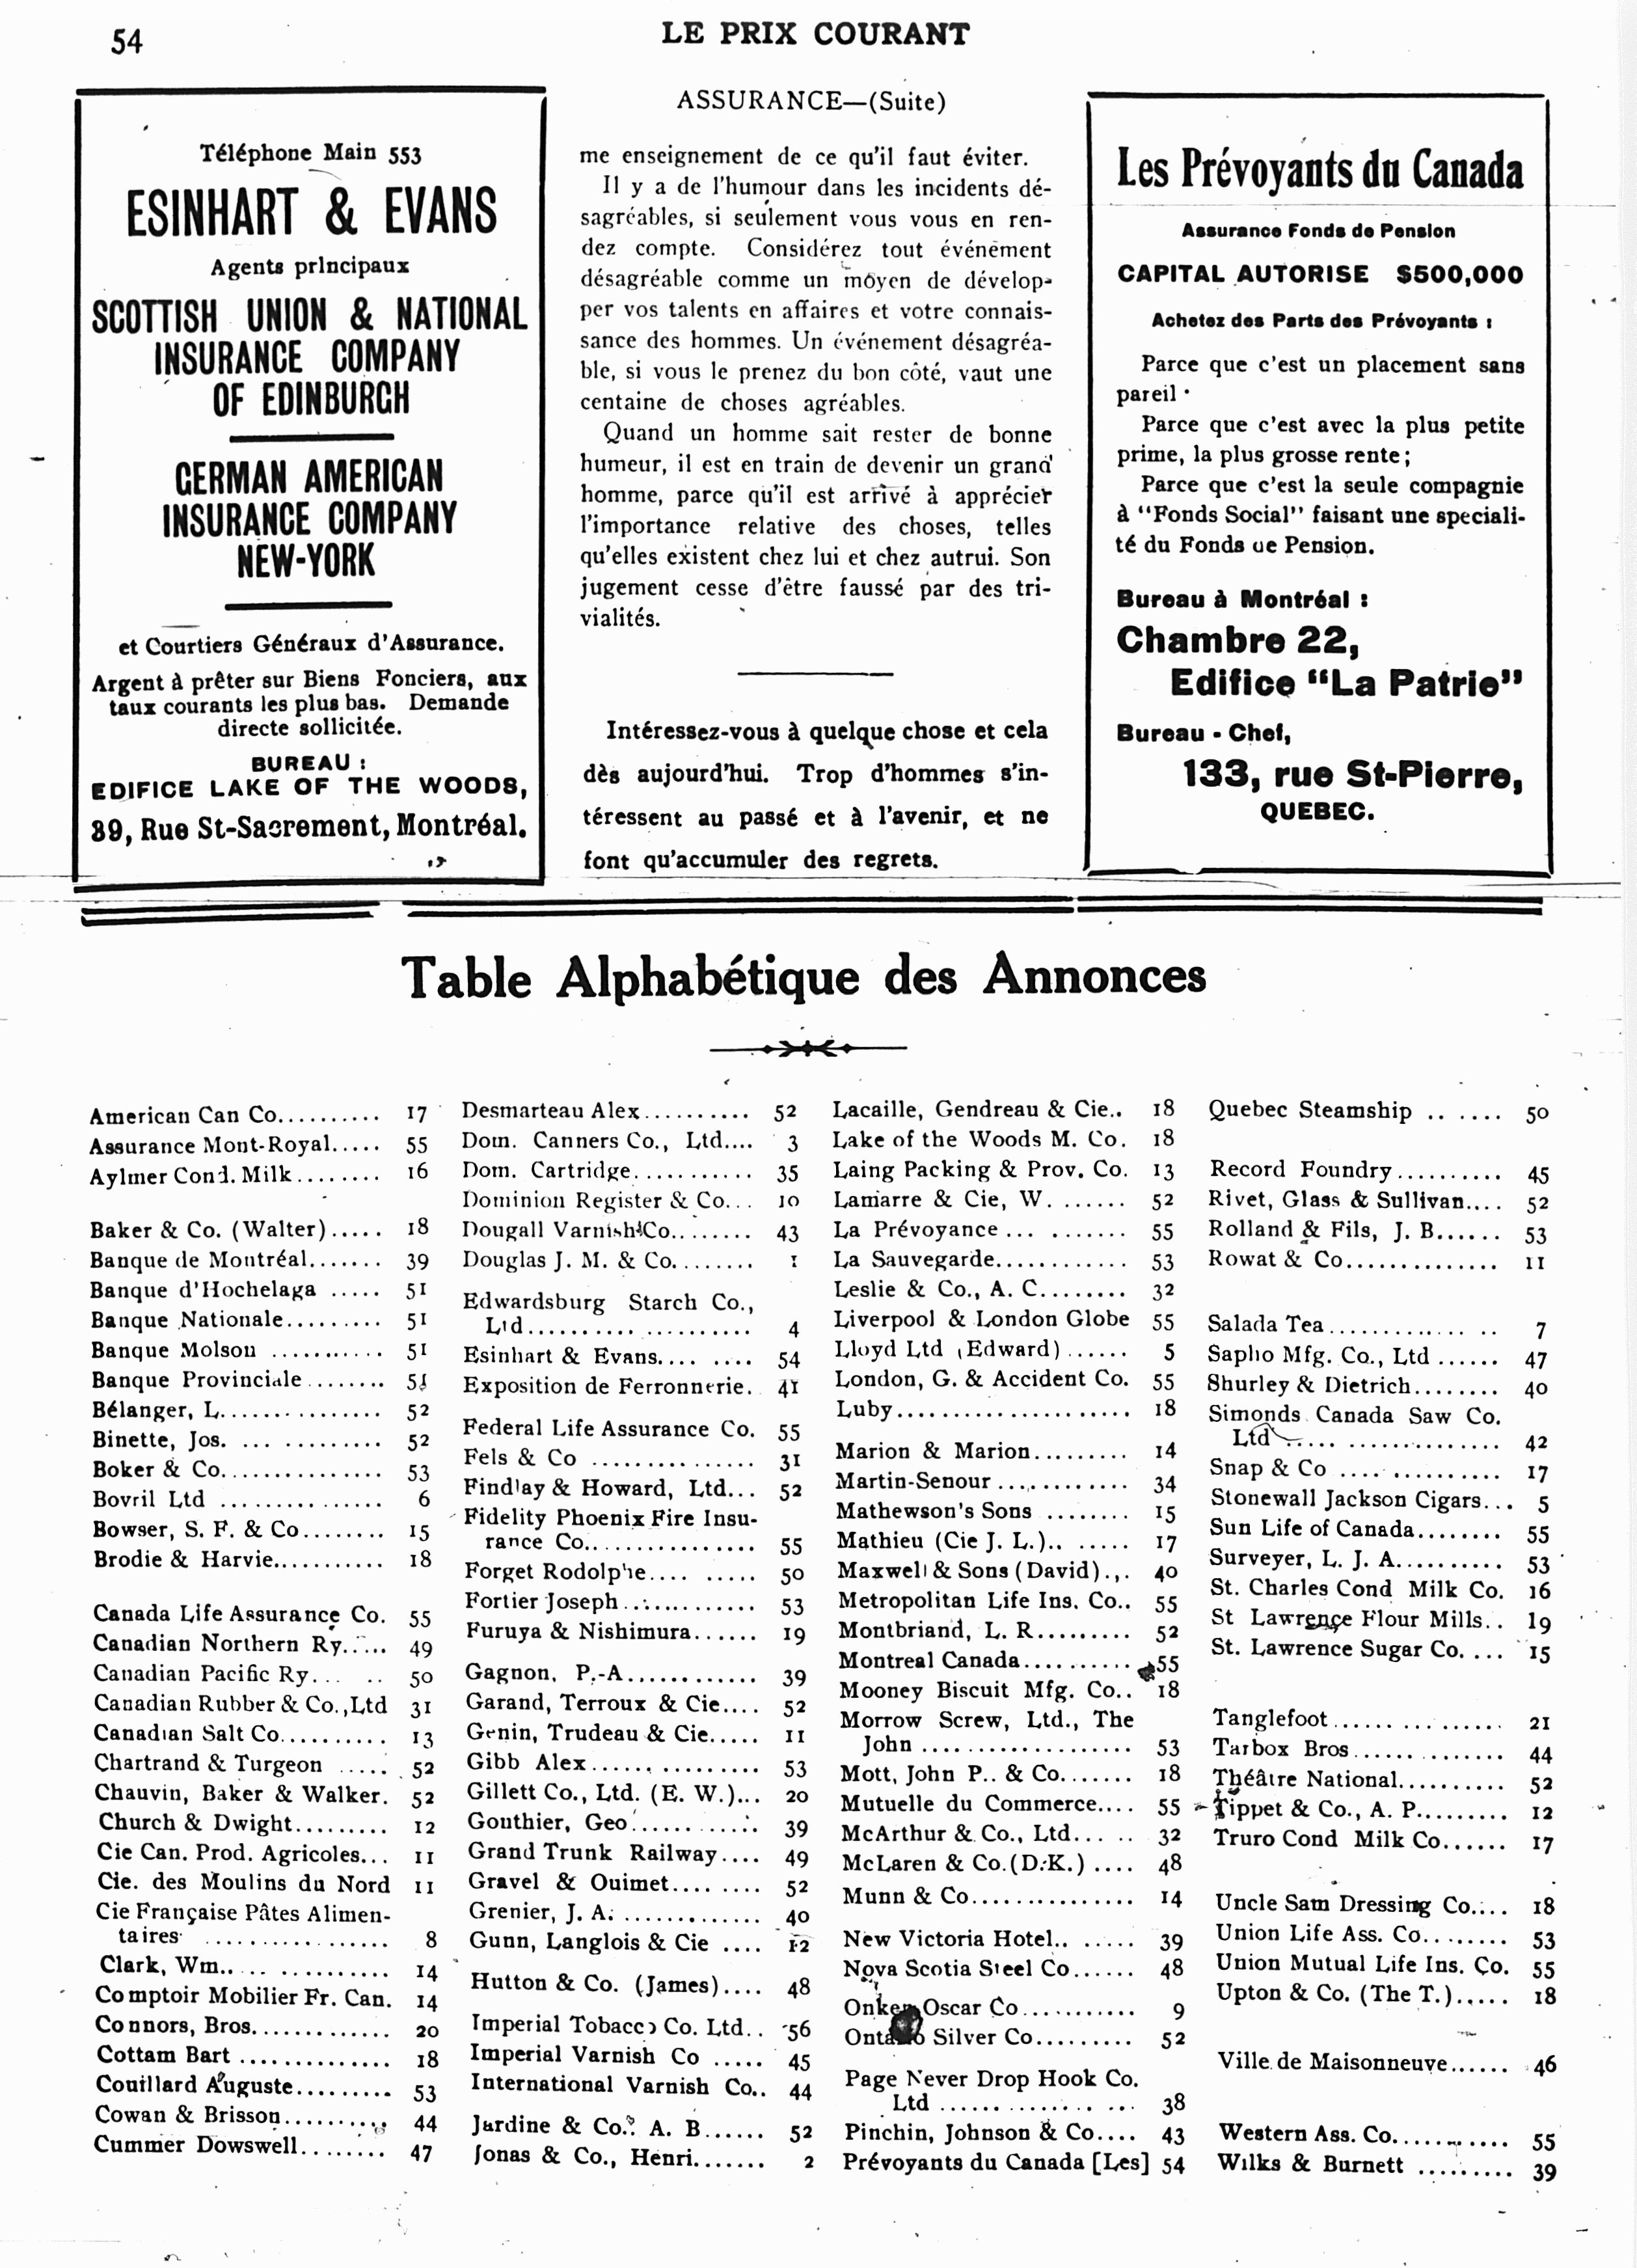 54
LE PRIX COURANT
Téléphone Main 553
ESINHART & EVANS
Agents principaux
SCOTTISH UNION & NATIONAL
INSURANCE COMPANY
OF EDINBURGH
GERMAN AMERICAN
INSURANCE COMPANY
NEW-YORK
et Courtiers Généraux d'Assurance.
Argent à prêter sur Biens Fonciers, aux
taux courants les plus bas. Demande
directe sollicitée.
BUREAU :
EDIFICE LAKE OF THE WOODS,
39, Rue St-Sacrement, Montréal.
ASSURANCE—(Suite)
me enseignement de ce qu'il faut éviter.
Il y a de l'humour dans les incidents dé-
sagréables, si seulement vous vous en ren-
dez compte. Considérez tout événement
désagréable comme un moyen de dévelop-
per vos talents en affaires et votre connais-
sance des hommes. Un événement désagréa-
ble, si vous le prenez du bon côté, vaut une
centaine de choses agréables.
Quand un homme sait rester de bonne
humeur, il est en train de devenir un grand
homme, parce qu'il est arrivé à apprécier
l'importance relative des choses, telles
qu'elles existent chez lui et chez autrui. Son
jugement cesse d'être faussé par des tri-
vialités.
Intéressez-vous à quelque chose et cela
dès aujourd'hui. Trop d'hommes s'in-
téressent au passé et à l'avenir, et ne
font qu'accumuler des regrets.
Les Prévoyants du Canada
Assurance Fonds de Pension
CAPITAL AUTORISE $500,000
Achetez des Parts des Prévoyants :
Parce que c'est un placement sans
pareil ·
Parce que c'est avec la plus petite
prime, la plus grosse rente;
Parce que c'est la seule compagnie
à "Fonds Social" faisant une speciali-
té du Fonds de Pension.
Bureau à Montréal :
Chambre 22,
Edifice "La Patrie"
Bureau - Chef,
133, rue St-Pierre,
QUEBEC.
Table Alphabétique des Annonces
American Can Co.......... 17
Assurance Mont-Royal..... 55
Aylmer Cond. Milk........ 16
Baker & Co. (Walter)..... 18
Banque de Montréal....... 39
Banque d'Hochelaga ..... 51
Banque Nationale......... 51
Banque Molson ........... 51
Banque Provinciale........ 51
Bélanger, L............... 52
Binette, Jos. ... .......... 52
Boker & Co............... 53
Bovril Ltd ............... 6
Bowser, S. F. & Co........ 15
Brodie & Harvie........... 18
Canada Life Assurance Co. 55
Canadian Northern Ry..... 49
Canadian Pacific Ry... .. 50
Canadian Rubber & Co.,Ltd 31
Canadian Salt Co.......... 13
Chartrand & Turgeon ..... 52
Chauvin, Baker & Walker. 52
Church & Dwight......... 12
Cie Can. Prod. Agricoles... 11
Cie. des Moulins du Nord 11
Cie Française Pâtes Alimen-
taires .................. 8
Clark, Wm.. .. ........... 14
Comptoir Mobilier Fr. Can. 14
Connors, Bros............. 20
Cottam Bart .............. 18
Couillard Auguste......... 53
Cowan & Brisson.......... 44
Cummer Dowswell........ 47
Desmarteau Alex.......... 52
Dom. Canners Co., Ltd.... 3
Dom. Cartridge........... 35
Dominion Register & Co... 10
Dougall Varnish Co........ 43
Douglas J. M. & Co........ 1
Edwardsburg Starch Co.,
Ltd.......... .......... 4
Esinhart & Evans.... .... 54
Exposition de Ferronnerie. 41
Federal Life Assurance Co. 55
Fels & Co ............... 31
Findlay & Howard, Ltd... 52
Fidelity Phoenix Fire Insu-
rance Co................ 55
Forget Rodolphe.... ..... 50
Fortier Joseph............. 53
Furuya & Nishimura...... 19
Gagnon, P.-A............ 39
Garand, Terroux & Cie.... 52
Genin, Trudeau & Cie..... 11
Gibb Alex................ 53
Gillett Co., Ltd. (E. W.)... 20
Gouthier, Geo............. 39
Grand Trunk Railway.... 49
Gravel & Ouimet.... .... 52
Grenier, J. A. ............. 40
Gunn, Langlois & Cie .... 12
Hutton & Co. (James).... 48
Imperial Tobacco Co. Ltd.. 56
Imperial Varnish Co ..... 45
International Varnish Co.. 44
Jardine & Co. A. B...... 52
Jonas & Co., Henri....... 2
Lacaille, Gendreau & Cie.. 18
Lake of the Woods M. Co. 18
Laing Packing & Prov. Co. 13
Lamarre & Cie, W. ....... 52
La Prévoyance ... ....... 55
La Sauvegarde............ 53
Leslie & Co., A. C........ 32
Liverpool & London Globe 55
Lloyd Ltd (Edward)...... 5
London, G. & Accident Co. 55
Luby..................... 18
Marion & Marion......... 14
Martin-Senour ............ 34
Mathewson's Sons ........ 15
Mathieu (Cie J. L.).. ..... 17
Maxwell & Sons (David)... 40
Metropolitan Life Ins. Co.. 55
Montbriand, L. R......... 52
Montreal Canada.......... 55
Mooney Biscuit Mfg. Co.. 18
Morrow Screw, Ltd., The
John .................... 53
Mott, John P.. & Co....... 18
Mutuelle du Commerce.... 55
McArthur & Co., Ltd... .. 32
McLaren & Co.(D.K.) .... 48
Munn & Co............... 14
New Victoria Hotel.. ..... 39
Nova Scotia Steel Co...... 48
Onken Oscar Co........... 9
Ontario Silver Co......... 52
Page Never Drop Hook Co.
Ltd .................. 38
Pinchin, Johnson & Co.... 43
Prévoyants du Canada [Les] 54
Quebec Steamship .. .... 50
Record Foundry.......... 45
Rivet, Glass & Sullivan.... 52
Rolland & Fils, J. B...... 53
Rowat & Co.............. 11
Salada Tea............. .. 7
Sapho Mfg. Co., Ltd ...... 47
Shurley & Dietrich........ 40
Simonds Canada Saw Co.
Ltd ..... ............... 42
Snap & Co .... .......... 17
Stonewall Jackson Cigars... 5
Sun Life of Canada........ 55
Surveyer, L. J. A.......... 53
St. Charles Cond Milk Co. 16
St Lawrence Flour Mills.. 19
St. Lawrence Sugar Co.... 15
Tanglefoot................ 21
Tarbox Bros.............. 44
Théâtre National.......... 52
Tippet & Co., A. P......... 12
Truro Cond Milk Co...... 17
Uncle Sam Dressing Co.... 18
Union Life Ass. Co........ 53
Union Mutual Life Ins. Co. 55
Upton & Co. (The T.)..... 18
Ville de Maisonneuve...... 46
Western Ass. Co........... 55
Wilks & Burnett ......... 39